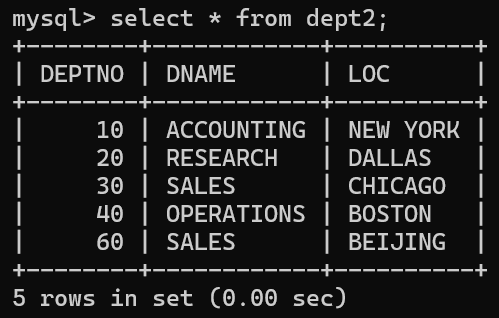 mysql> select * from dept2;
+--------+------------+----------+
| DEPTNO | DNAME      | LOC      |
+--------+------------+----------+
|     10 | ACCOUNTING | NEW YORK |
|     20 | RESEARCH   | DALLAS   |
|     30 | SALES      | CHICAGO  |
|     40 | OPERATIONS | BOSTON   |
|     60 | SALES      | BEIJING  |
+--------+------------+----------+
5 rows in set (0.00 sec)